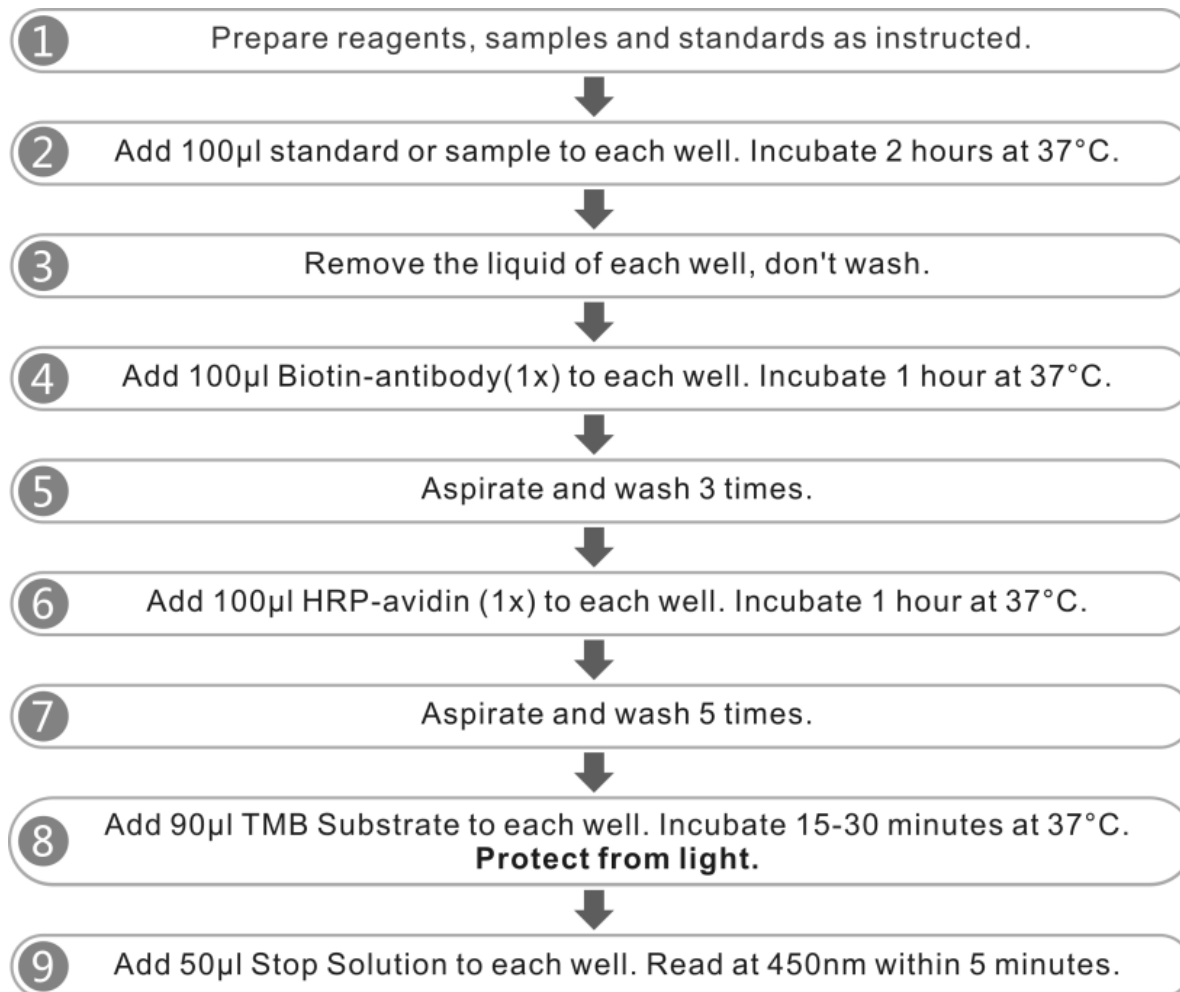 1 Prepare reagents, samples and standards as instructed.
2 Add 100µl standard or sample to each well. Incubate 2 hours at 37°C.
3 Remove the liquid of each well, don't wash.
4 Add 100µl Biotin-antibody(1x) to each well. Incubate 1 hour at 37°C.
5 Aspirate and wash 3 times.
6 Add 100µl HRP-avidin (1x) to each well. Incubate 1 hour at 37°C.
7 Aspirate and wash 5 times.
8 Add 90µl TMB Substrate to each well. Incubate 15-30 minutes at 37°C.
Protect from light.
9 Add 50µl Stop Solution to each well. Read at 450nm within 5 minutes.